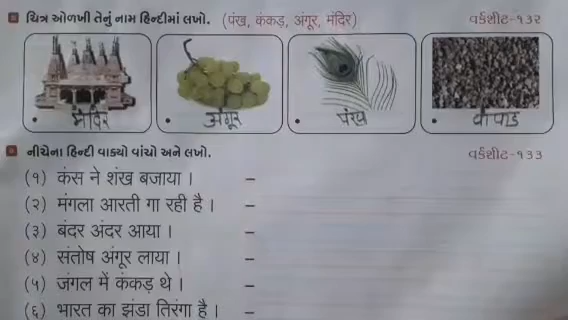 ચિત્ર ઓળખી તેનું નામ હિન્દીમાં લખો. (पंख, कंकड़, अंगूर, मंदिर) વર્કશીટ-૧૩૨
मंदिर अंगूर पंख
નીચેના હિન્દી વાક્યો વાંચો અને લખો. વર્કશીટ-૧૩૩
(१) कंस ने शंख बजाया । –
(२) मंगला आरती गा रही है । –
(३) बंदर अंदर आया । –
(४) संतोष अंगूर लाया । –
(५) जंगल में कंकड़ थे । –
(६) भारत का झंडा तिरंगा है । –